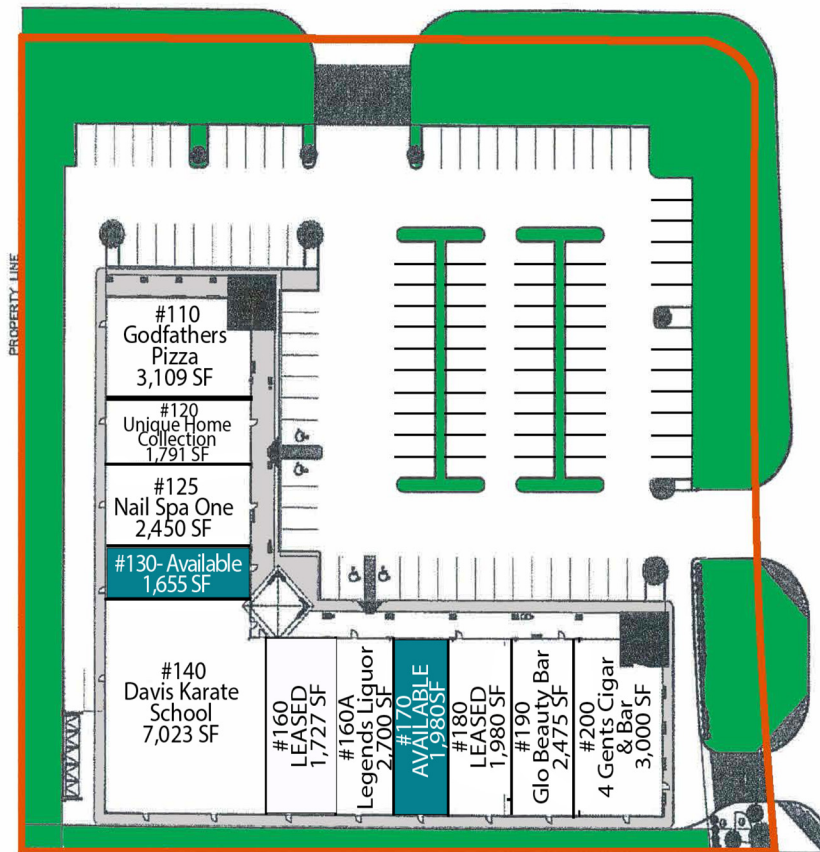 PROPERTY LINE
#110
Godfathers
Pizza
3,109 SF
#120
Unique Home
Collection
1,791 SF
#125
Nail Spa One
2,450 SF
#130- Available
1,655 SF
#140
Davis Karate
School
7,023 SF
#160
LEASED
1,727 SF
#160A
Legends Liquor
2,700 SF
#170
AVAILABLE
1,980SF
#180
LEASED
1,980 SF
#190
Glo Beauty Bar
2,475 SF
#200
4 Gents Cigar
& Bar
3,000 SF